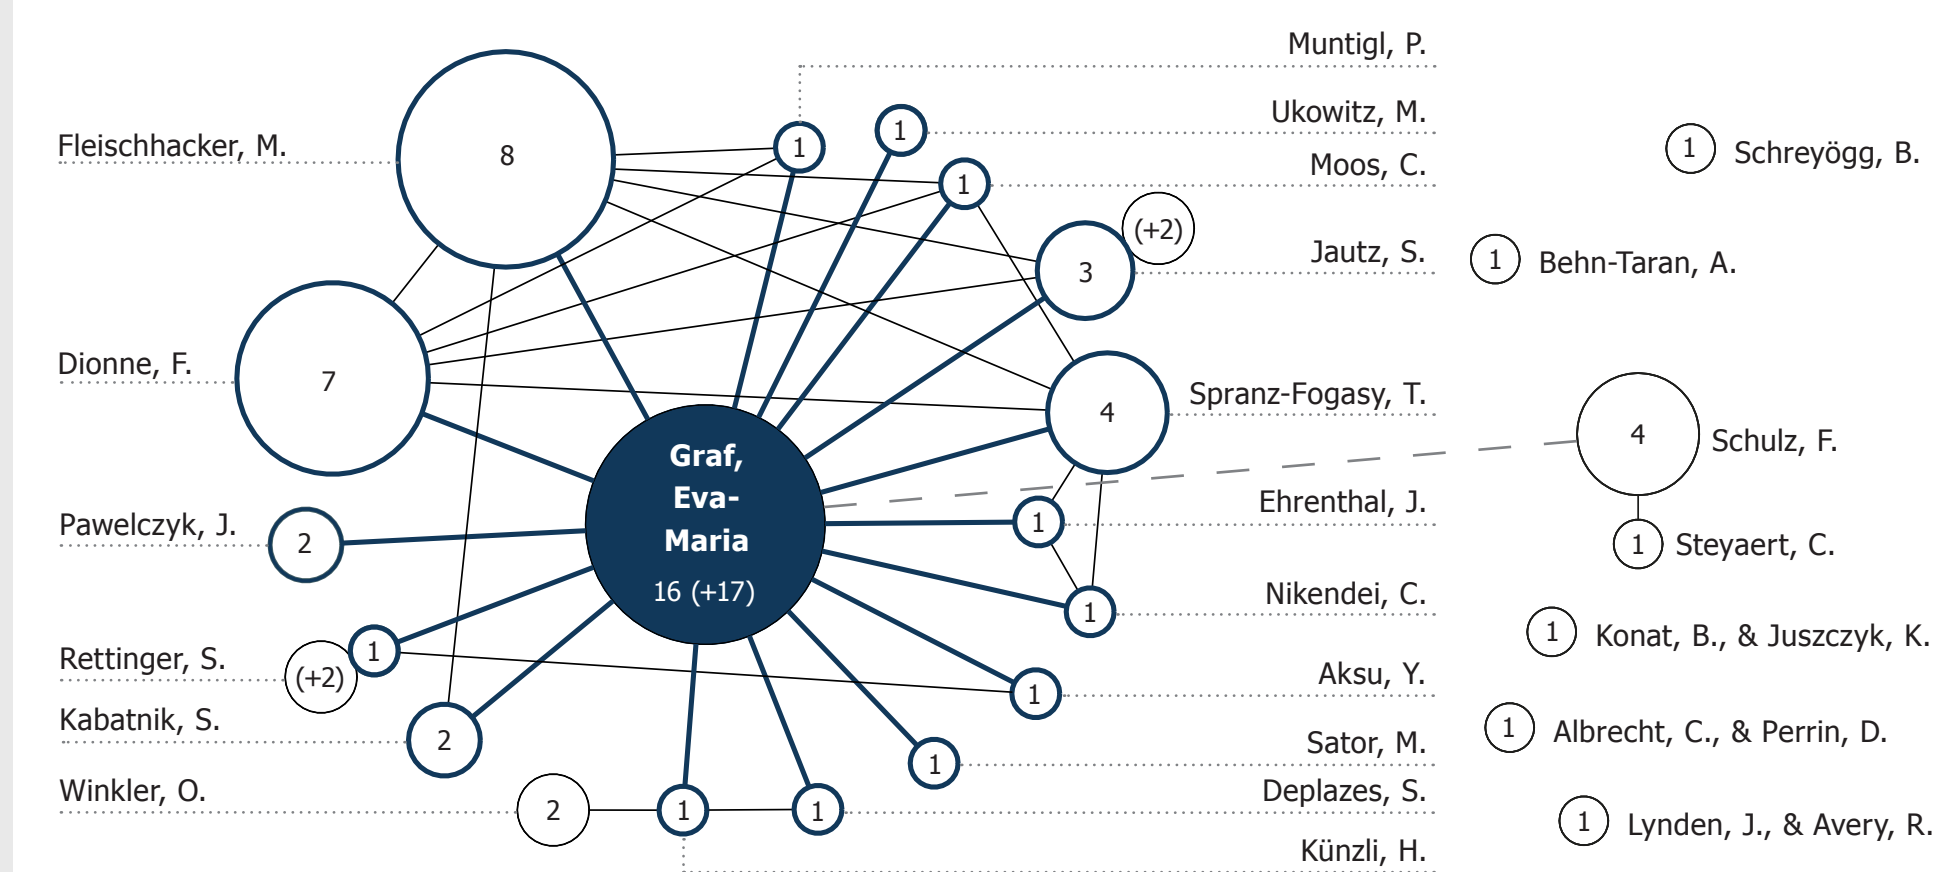 Muntigl, P.
Ukowitz, M.
Moos, C.
Jautz, S.
Spranz-Fogasy, T.
Ehrenthal, J.
Nikendei, C.
Aksu, Y.
Sator, M.
Deplazes, S.
Künzli, H.
Fleischhacker, M.
Dionne, F.
Pawelczyk, J.
Rettinger, S.
Kabatnik, S.
Winkler, O.
8
7
2
1
(+2)
2
2
1
1
1
1
1
1
1
1
1
3
(+2)
4
1
Graf,
Eva-
Maria
16 (+17)
1 Schreyögg, B.
1 Behn-Taran, A.
4 Schulz, F.
1 Steyaert, C.
1 Konat, B., & Juszczyk, K.
1 Albrecht, C., & Perrin, D.
1 Lynden, J., & Avery, R.